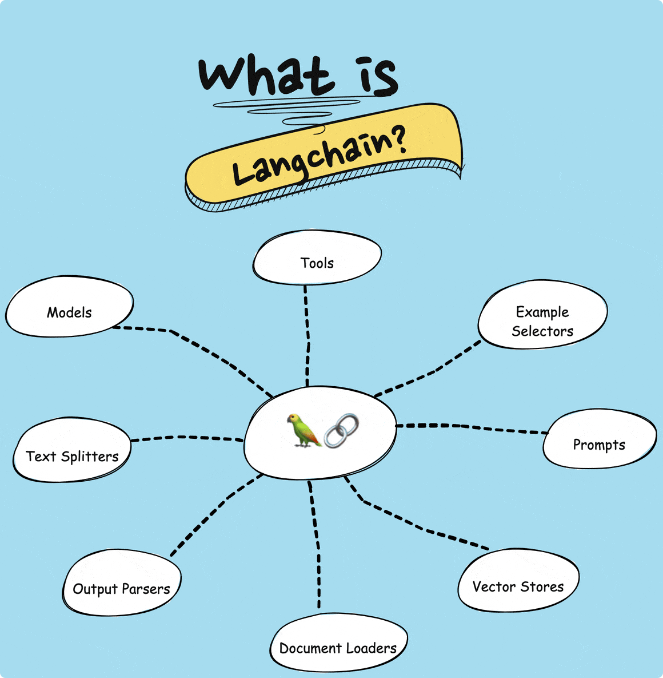 What is
Langchain?
Tools
Models
Example
Selectors
Text Splitters
Prompts
Output Parsers
Vector Stores
Document Loaders